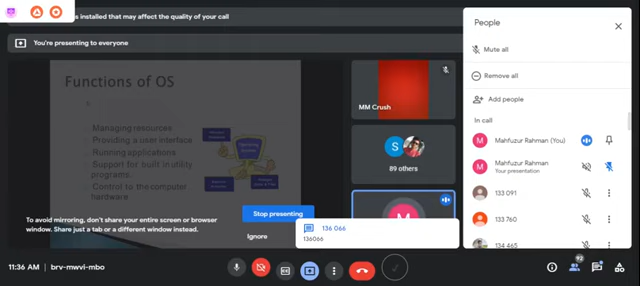 s installed that may affect the quality of your call
You're presenting to everyone
Functions of OS
Managing resources
Providing a user interface
Running applications
Support for built in utility
programs.
Control to the computer
hardware
To avoid mirroring, don't share your entire screen or browser
window. Share just a tab or a different window instead.
Stop presenting
Ignore
MM Crush
S
89 others
M
136 066
136066
People
Mute all
Remove all
Add people
In call
M
Mahfuzur Rahman (You)
M
Mahfuzur Rahman
Your presentation
133 091
133 760
134 465
11:36 AM
brv-mwvi-mbo
92